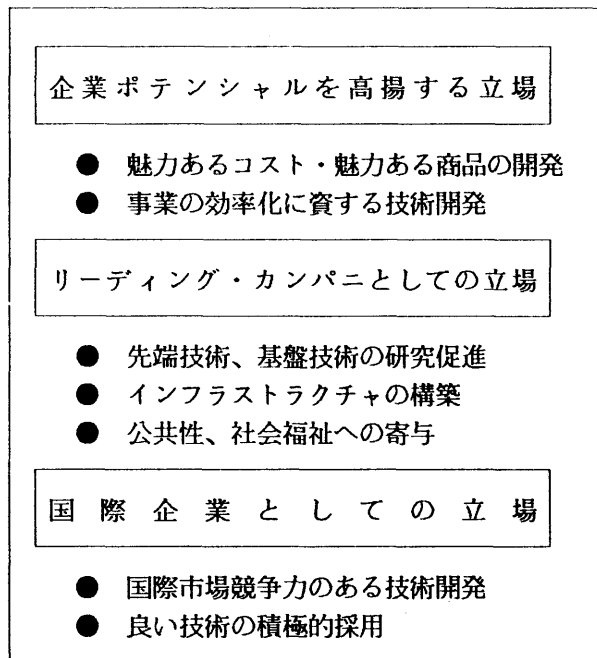 企業ポテンシャルを高揚する立場
● 魅力あるコスト・魅力ある商品の開発
● 事業の効率化に資する技術開発
リーディング・カンパニとしての立場
● 先端技術、基盤技術の研究促進
● インフラストラクチャの構築
● 公共性、社会福祉への寄与
国際企業としての立場
● 国際市場競争力のある技術開発
● 良い技術の積極的採用